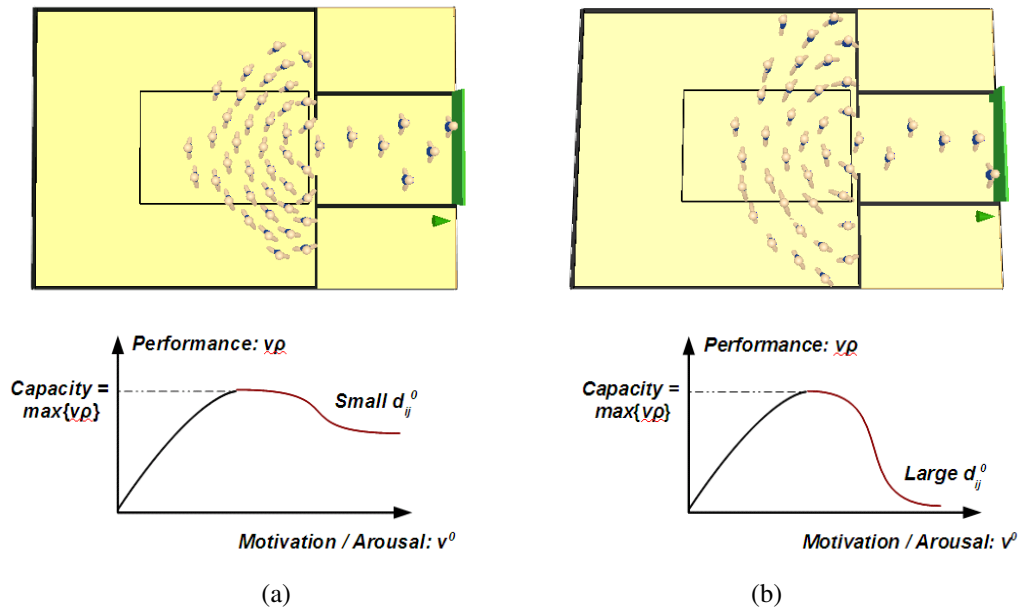 Performance: vρ
Capacity =
max{vρ}
Small d_ij^0
Motivation / Arousal: v^0
(a)
Performance: vρ
Capacity =
max{vρ}
Large d_ij^0
Motivation / Arousal: v^0
(b)